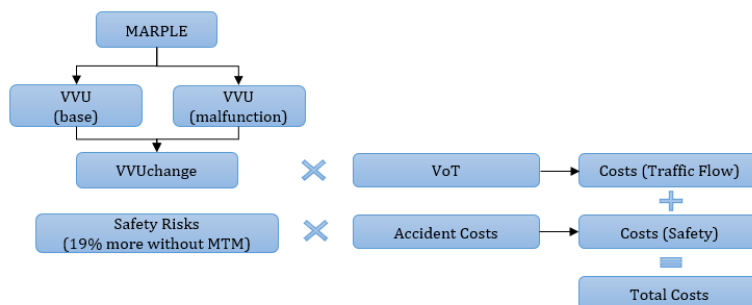 MARPLE
VVU
(base)
VVU
(malfunction)
VVUchange
VoT
Costs (Traffic Flow)
Safety Risks
(19% more without MTM)
Accident Costs
Costs (Safety)
Total Costs